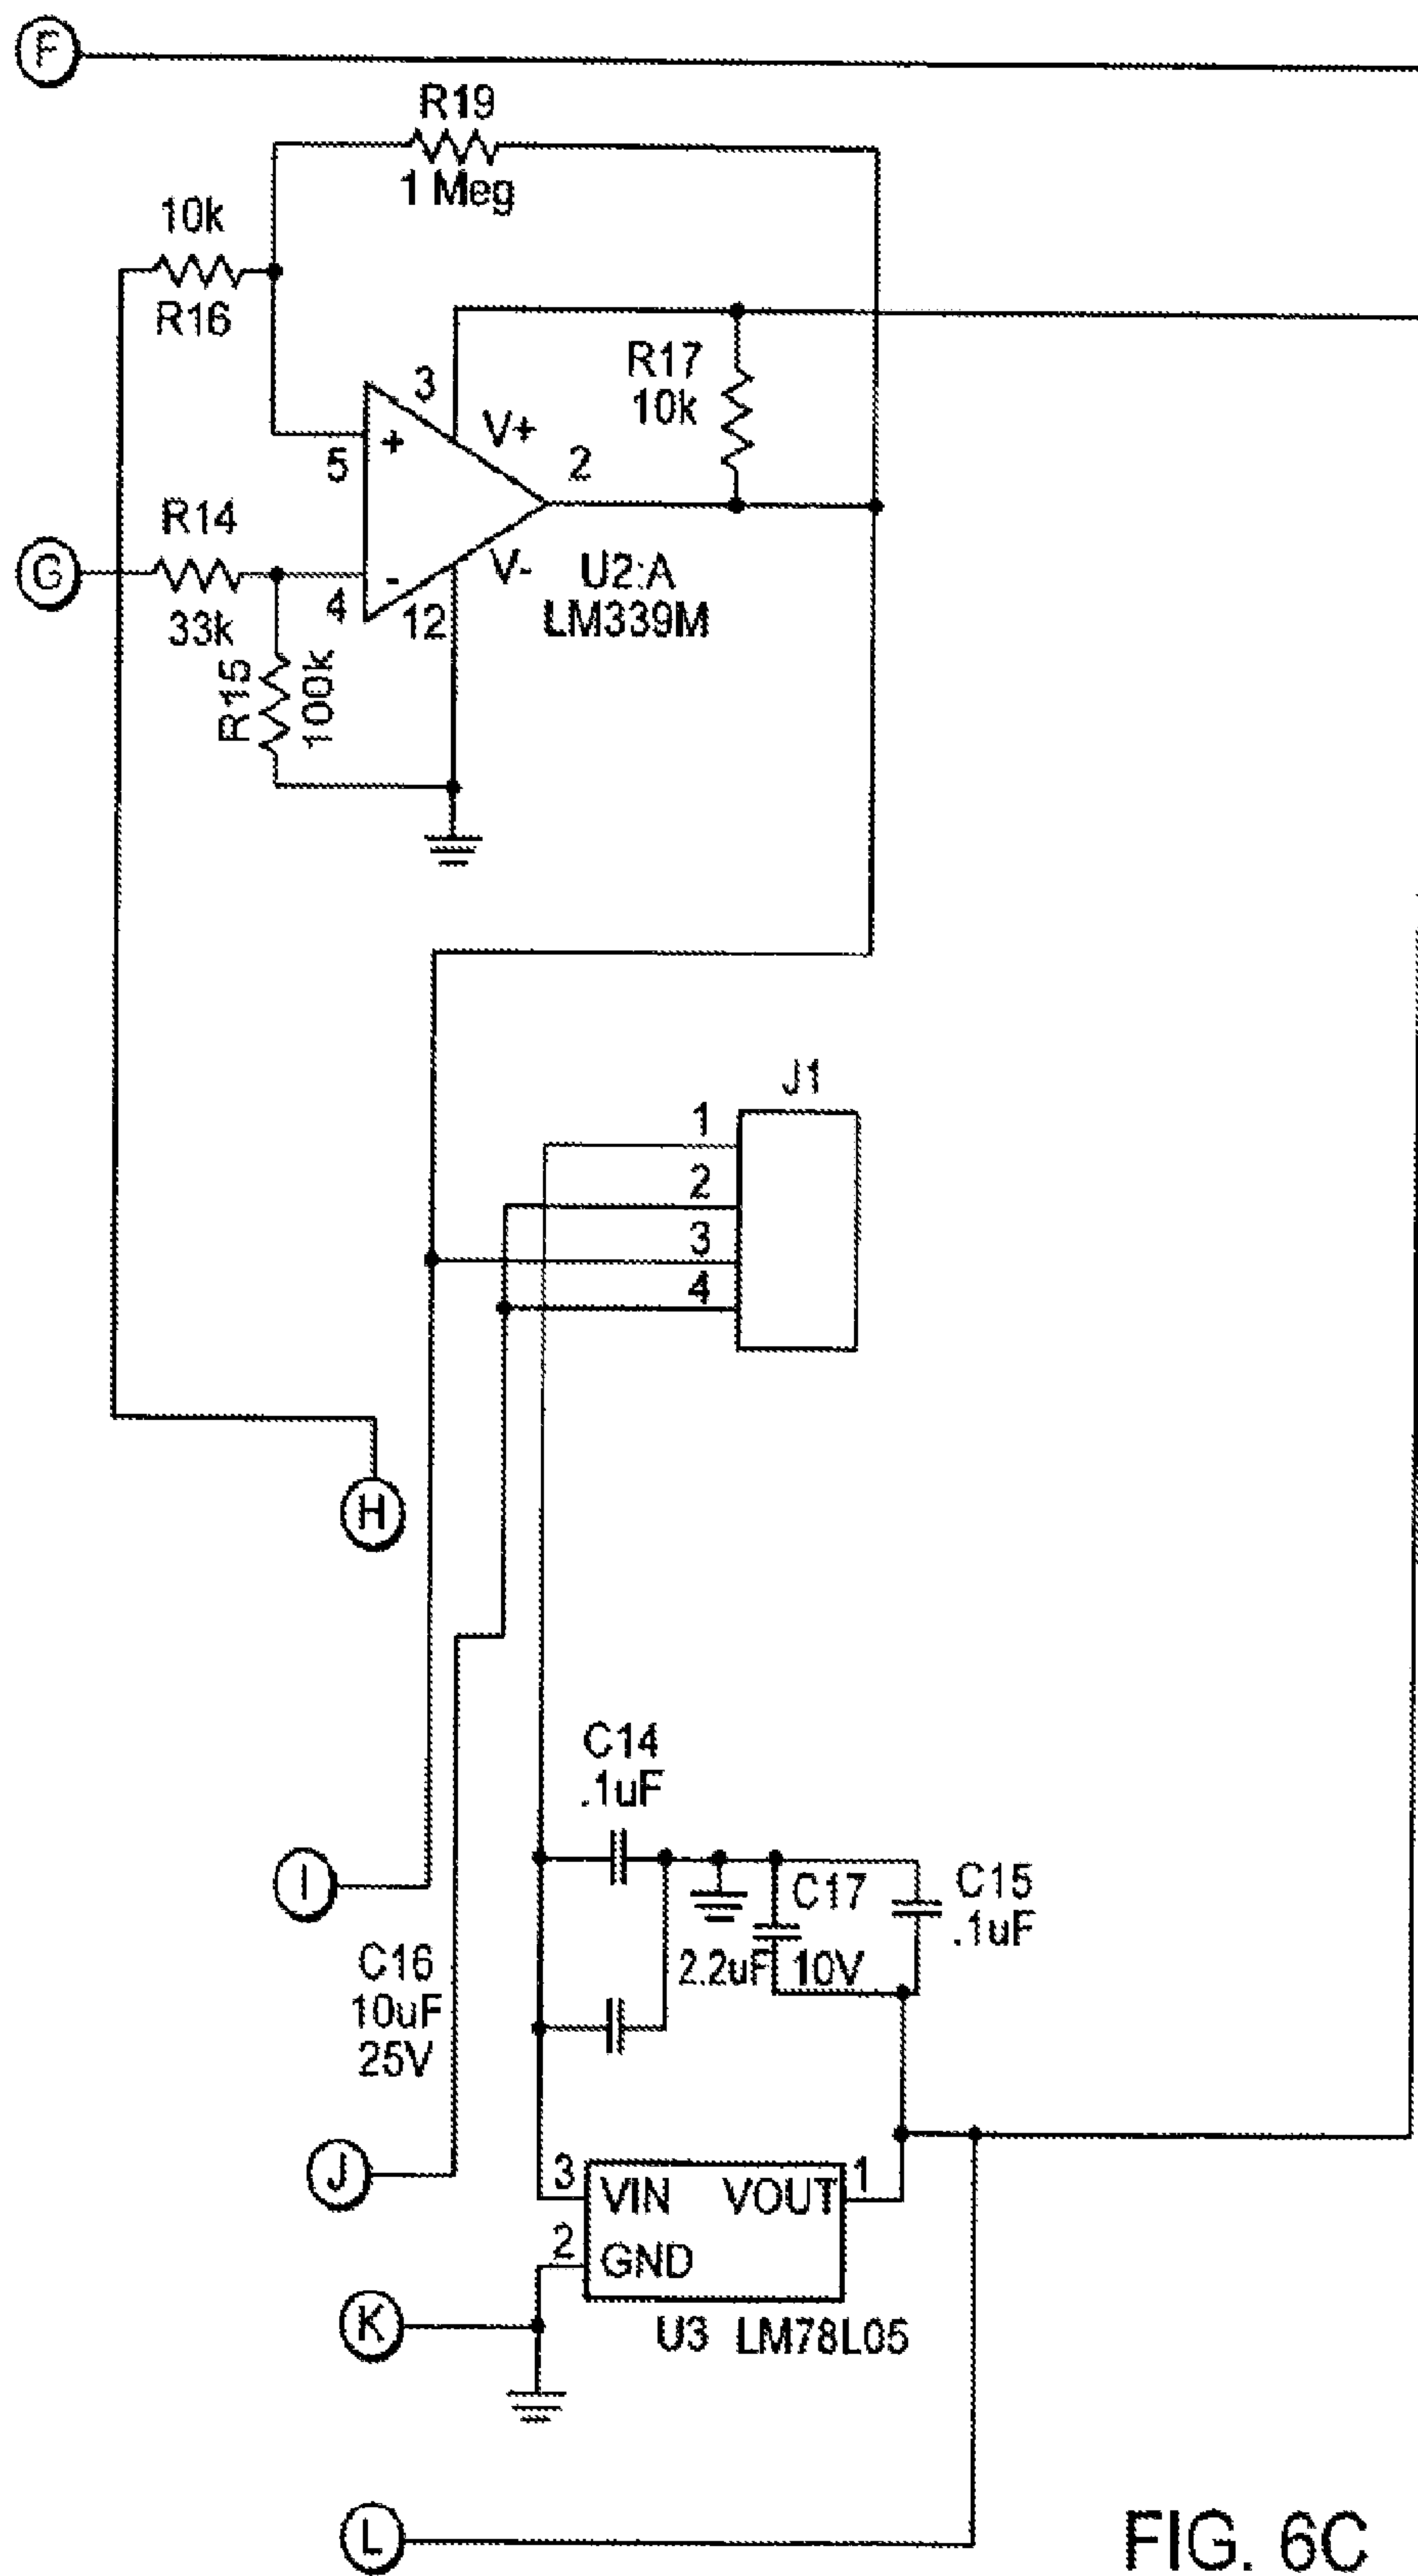 F
R19
1 Meg
10k
R16
R17
10k
3
V+
+
5
2
R14
G
-
V-
U2:A
4
12
LM339M
33k
R15
100k
J1
1
2
3
4
H
C14
.1uF
I
C17
C15
.1uF
2.2uF 10V
C16
10uF
25V
J
3
VIN VOUT
1
2
GND
K
U3 LM78L05
L
FIG. 6C